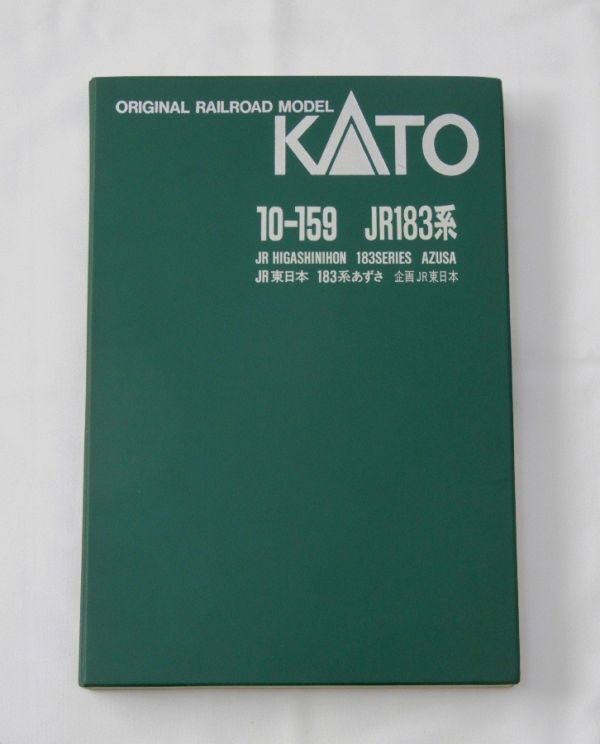 ORIGINAL RAILROAD MODEL
KATO
10-159 JR183系
JR HIGASHINIHON 183SERIES AZUSA
JR東日本 183系あずさ 企画JR東日本